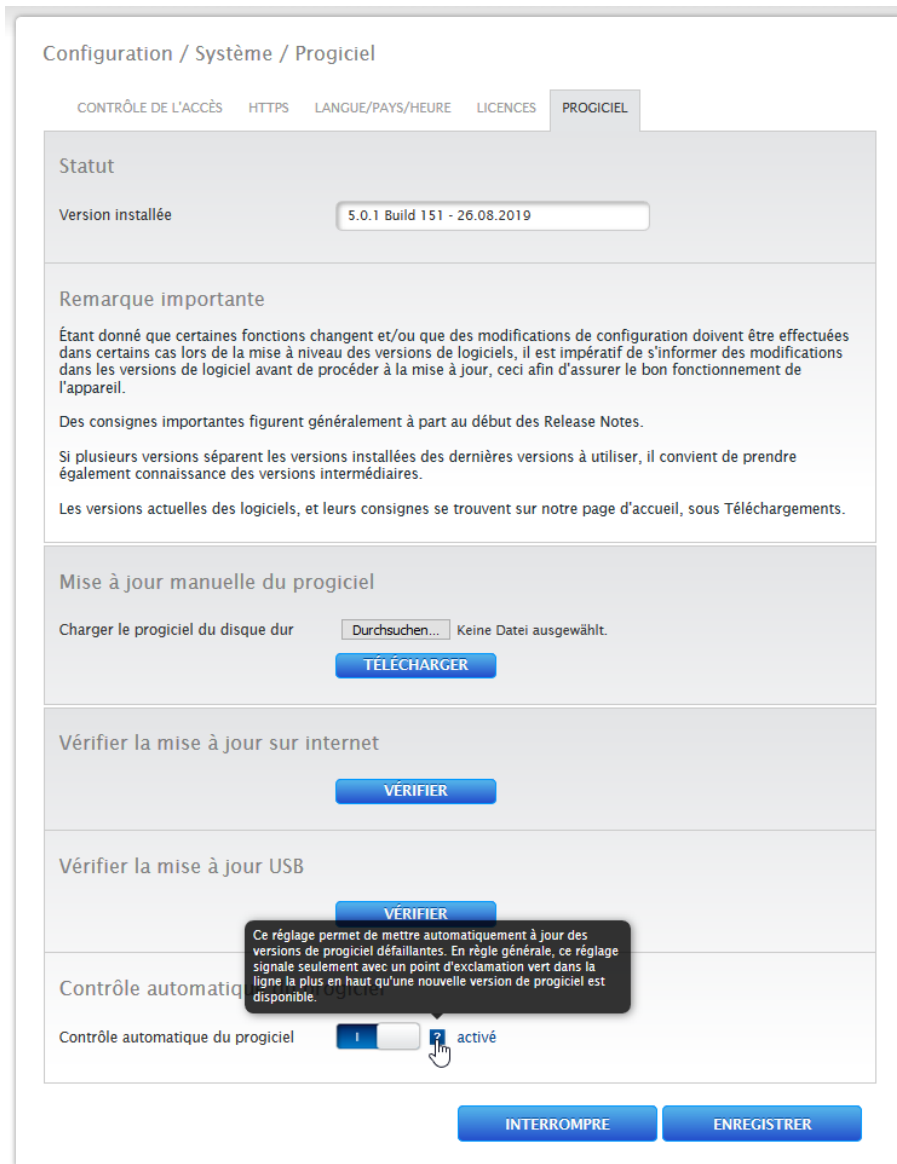 Configuration / Système / Progiciel
CONTRÔLE DE L'ACCÈS HTTPS LANGUE/PAYS/HEURE LICENCES PROGICIEL
Statut
Version installée 5.0.1 Build 151 - 26.08.2019
Remarque importante
Étant donné que certaines fonctions changent et/ou que des modifications de configuration doivent être effectuées
dans certains cas lors de la mise à niveau des versions de logiciels, il est impératif de s'informer des modifications
dans les versions de logiciel avant de procéder à la mise à jour, ceci afin d'assurer le bon fonctionnement de
l'appareil.
Des consignes importantes figurent généralement à part au début des Release Notes.
Si plusieurs versions séparent les versions installées des dernières versions à utiliser, il convient de prendre
également connaissance des versions intermédiaires.
Les versions actuelles des logiciels, et leurs consignes se trouvent sur notre page d'accueil, sous Téléchargements.
Mise à jour manuelle du progiciel
Charger le progiciel du disque dur Durchsuchen... Keine Datei ausgewählt.
TÉLÉCHARGER
Vérifier la mise à jour sur internet
VÉRIFIER
Vérifier la mise à jour USB
VÉRIFIER
Ce réglage permet de mettre automatiquement à jour des
versions de progiciel défaillantes. En règle générale, ce réglage
signale seulement avec un point d'exclamation vert dans la
ligne la plus en haut qu'une nouvelle version de progiciel est
disponible.
Contrôle automatique du progiciel
Contrôle automatique du progiciel I ? activé
INTERROMPRE ENREGISTRER